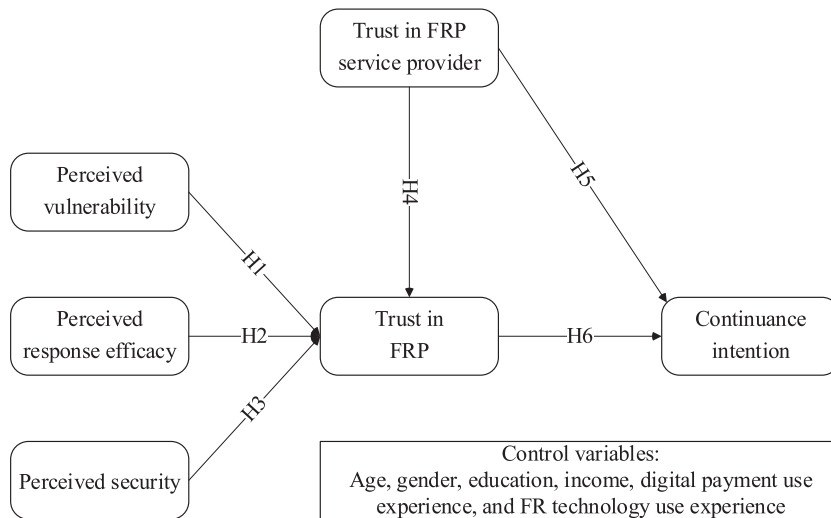 Trust in FRP
service provider
Perceived
vulnerability
H1
H4
H5
Perceived
response efficacy
H2
Trust in
FRP
H6
Continuance
intention
H3
Perceived security
Control variables:
Age, gender, education, income, digital payment use
experience, and FR technology use experience